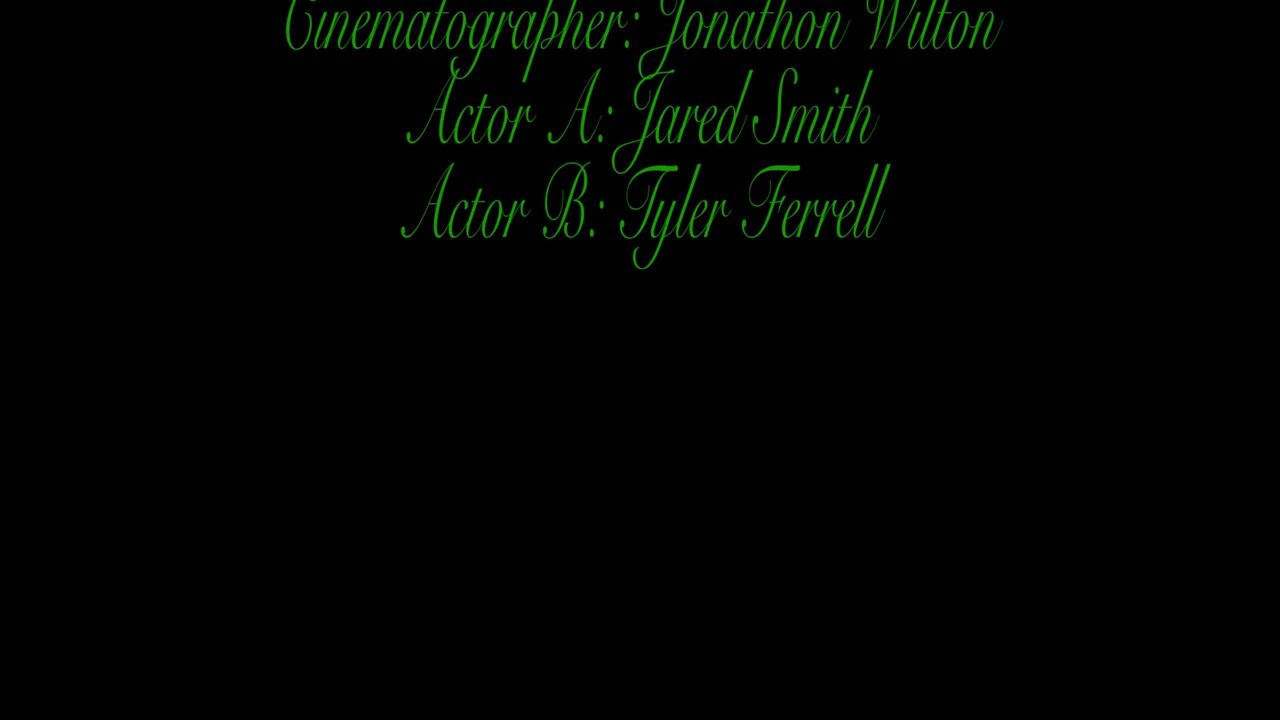 Cinematographer: Jonathon Wilton
Actor A: Jared Smith
Actor B: Tyler Ferrell